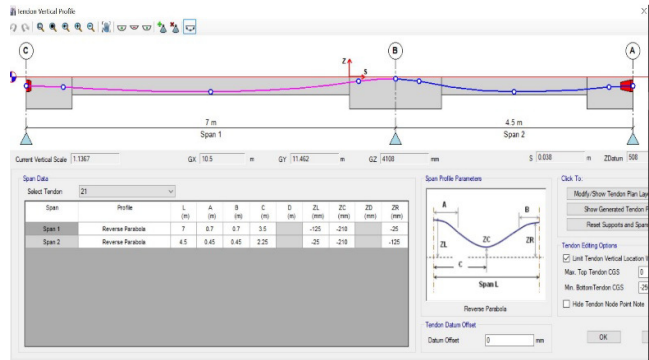 Tendon Vertical Profile
C
B
A
Z
S
7 m
Span 1
4.5 m
Span 2
Current Vertical Scale 1.1367 GX 10.5 m GY 11.462 m GZ 4108 mm S 0.038 m ZDatum 508
Span Data
Select Tendon 21
Span Profile L (m) A (m) B (m) C (m) D (m) ZL (mm) ZC (mm) ZD (mm) ZR (mm)
Span 1 Reverse Parabola 7 0.7 0.7 3.5 -125 -210 -25
Span 2 Reverse Parabola 4.5 0.45 0.45 2.25 -25 -210 -125
Span Profile Parameters
A
B
ZL
ZC
ZR
C
Span L
Reverse Parabola
Tendon Datum Offset
Datum Offset 0 mm
Click To:
Modify/Show Tendon Plan Lay
Show Generated Tendon P
Reset Supports and Span
Tendon Editing Options
Limit Tendon Vertical Location
Max. Top Tendon CGS 0
Min. Bottom Tendon CGS -25
Hide Tendon Node Point Note
OK